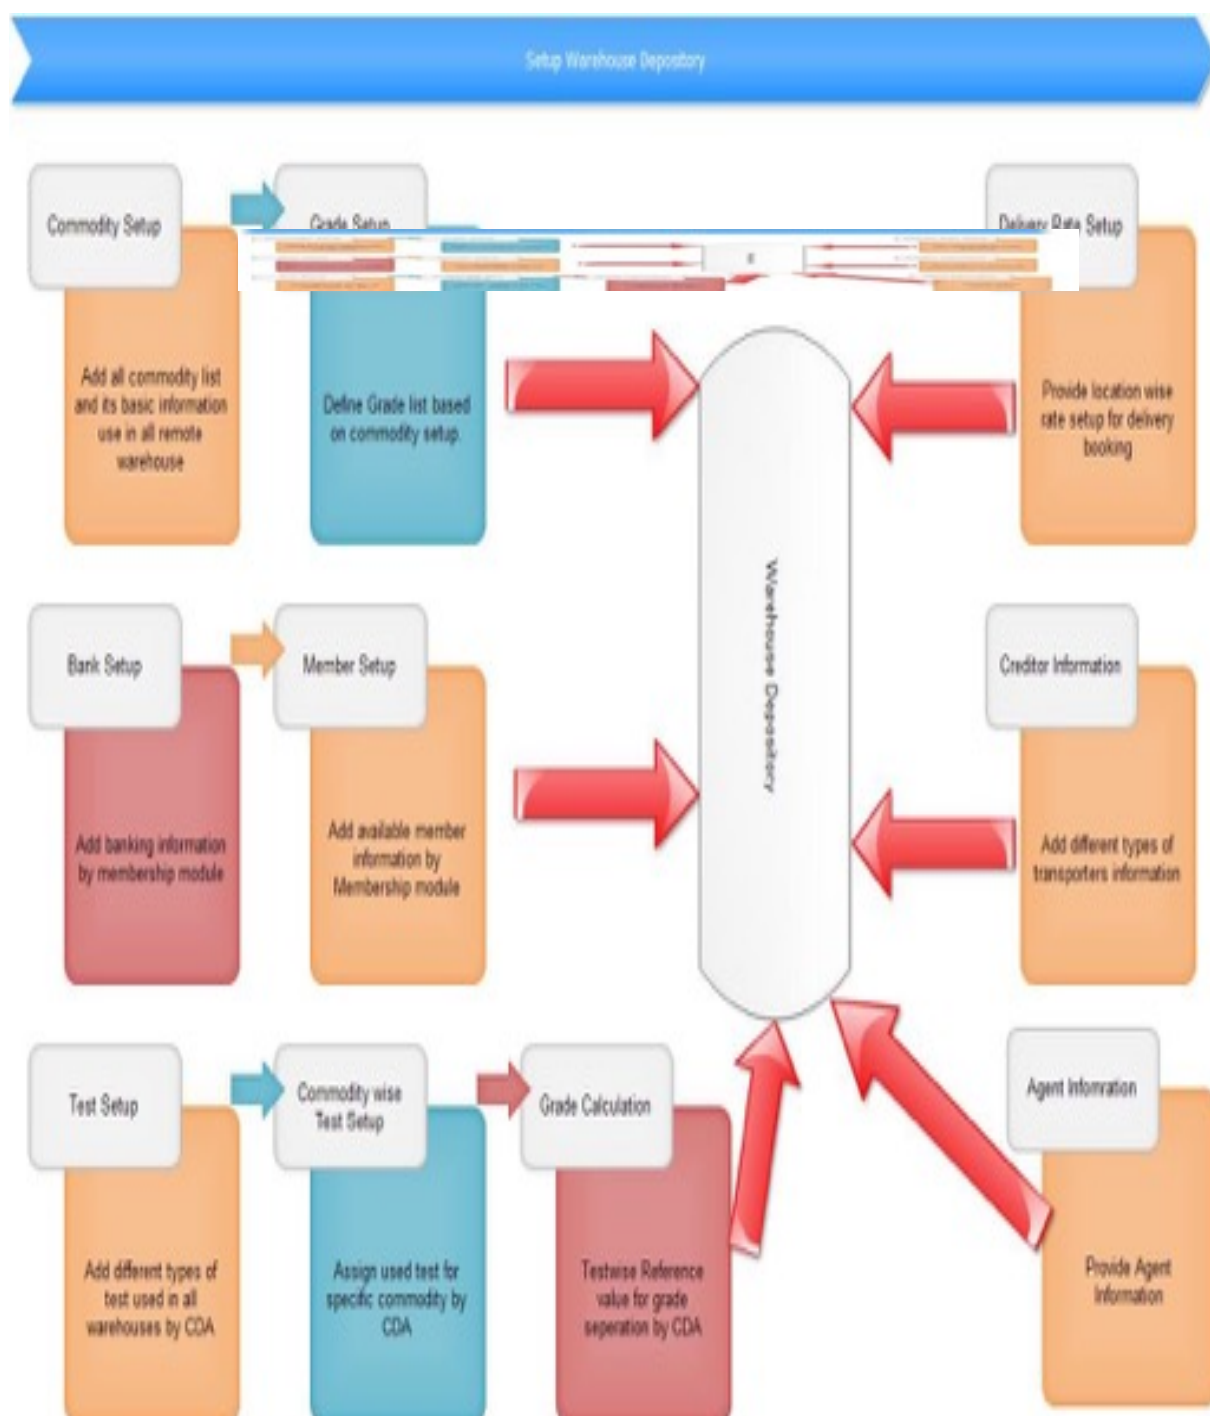 Setup Warehouse Depository
Commodity Setup
Add all commodity list
and its basic information
use in all remote
warehouse
Grade Setup
Define Grade list based
on commodity setup.
Delivery Rate Setup
Provide location wise
rate setup for delivery
booking
Warehouse Depository
Bank Setup
Add banking information
by membership module
Member Setup
Add available member
information by
Membership module
Creditor Information
Add different types of
transporters information
Test Setup
Add different types of
test used in all
warehouses by CDA
Commodity wise
Test Setup
Assign used test for
specific commodity by
CDA
Grade Calculation
Testwise Reference
value for grade
seperation by CDA
Agent Infomration
Provide Agent
Information